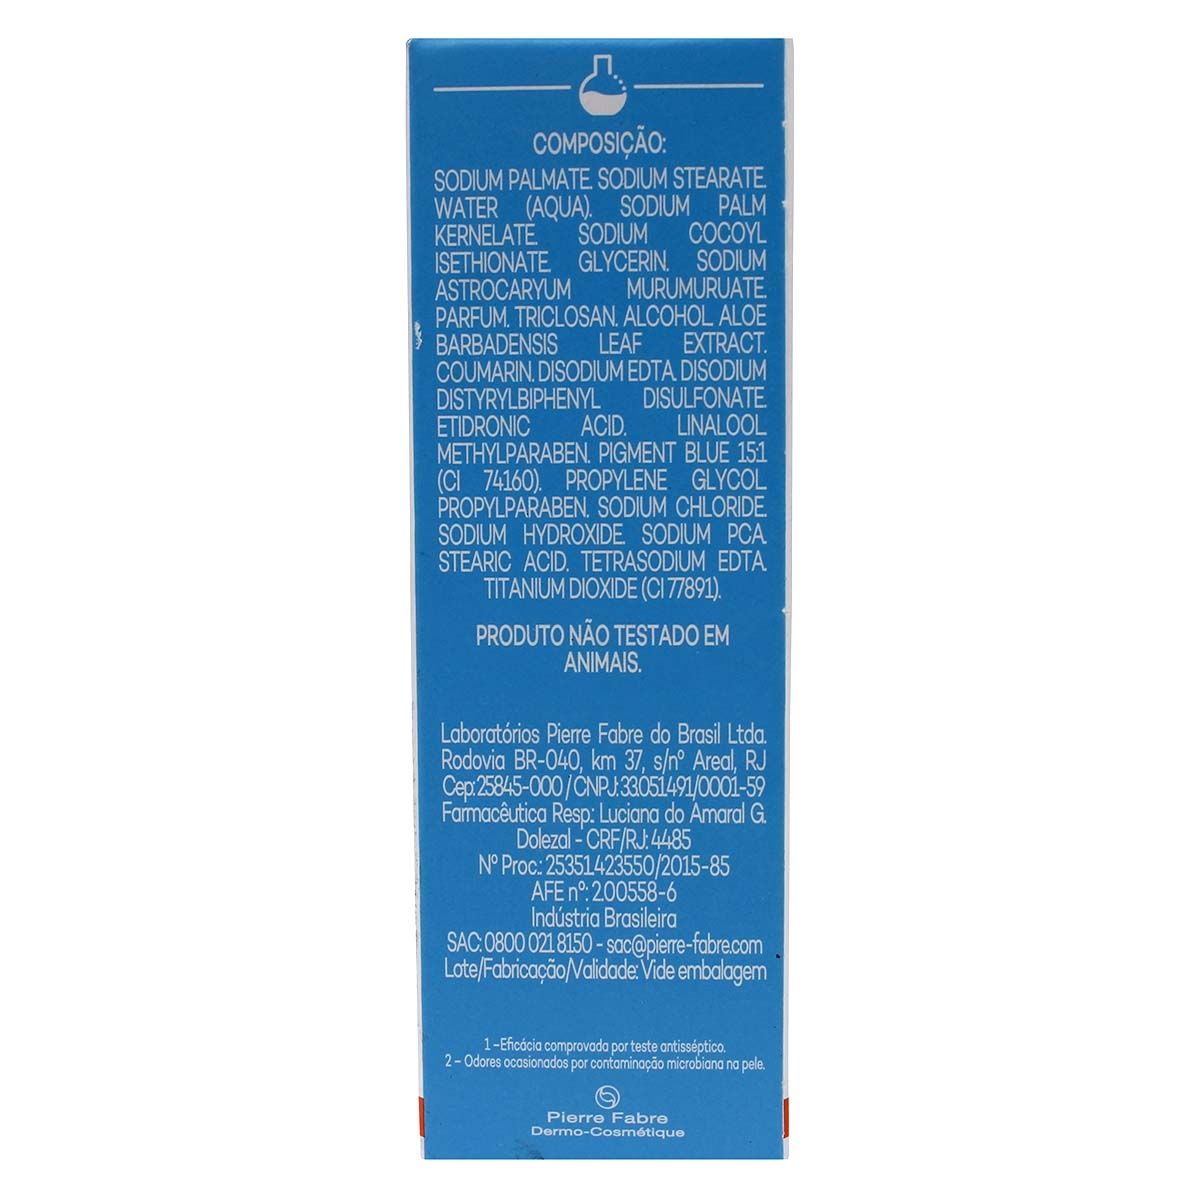 COMPOSIÇÃO:
SODIUM PALMATE. SODIUM STEARATE.
WATER (AQUA). SODIUM PALM
KERNELATE. SODIUM COCOYL
ISETHIONATE. GLYCERIN. SODIUM
ASTROCARYUM MURUMURUATE.
PARFUM. TRICLOSAN. ALCOHOL. ALOE
BARBADENSIS LEAF EXTRACT.
COUMARIN. DISODIUM EDTA. DISODIUM
DISTYRYLBIPHENYL DISULFONATE.
ETIDRONIC ACID. LINALOOL.
METHYLPARABEN. PIGMENT BLUE 15:1
(CI 74160). PROPYLENE GLYCOL
PROPYLPARABEN. SODIUM CHLORIDE.
SODIUM HYDROXIDE. SODIUM PCA.
STEARIC ACID. TETRASODIUM EDTA.
TITANIUM DIOXIDE (CI 77891).
PRODUTO NÃO TESTADO EM
ANIMAIS.
Laboratórios Pierre Fabre do Brasil Ltda.
Rodovia BR-040, km 37, s/nº Areal, RJ
Cep: 25845-000 / CNPJ: 33.051.491/0001-59
Farmacêutica Resp.: Luciana do Amaral G.
Dolezal - CRF/RJ: 4485
Nº Proc.: 25351.423550/2015-85
AFE nº: 2.00558-6
Indústria Brasileira
SAC: 0800 021 8150 - sac@pierre-fabre.com
Lote/Fabricação/Validade: Vide embalagem
1 - Eficácia comprovada por teste antisséptico.
2 - Odores ocasionados por contaminação microbiana na pele.
Pierre Fabre
Dermo-Cosmétique